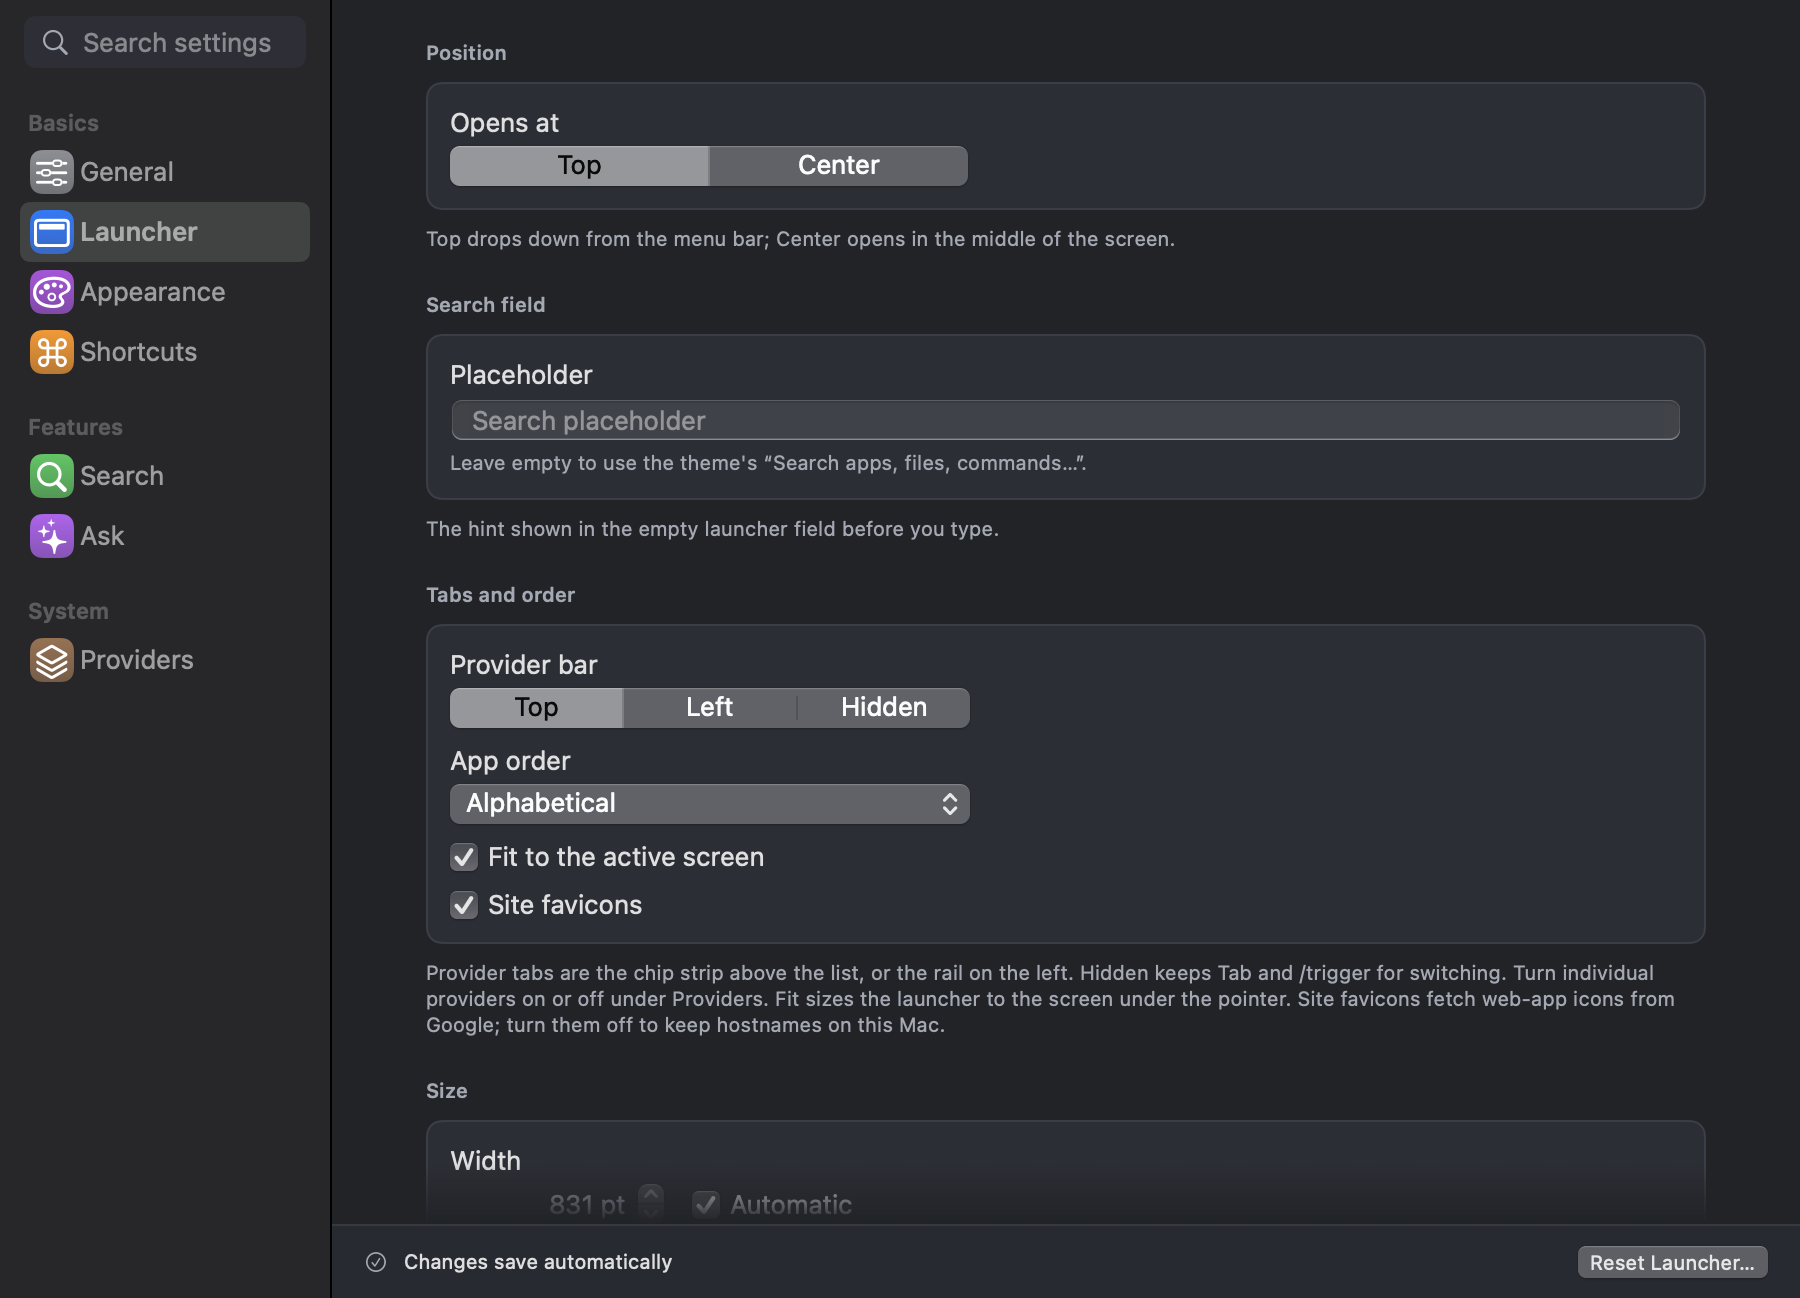 Search settings
Basics
General
Launcher
Appearance
Shortcuts
Features
Search
Ask
System
Providers
Position
Opens at
Top
Center
Top drops down from the menu bar; Center opens in the middle of the screen.
Search field
Placeholder
Search placeholder
Leave empty to use the theme's “Search apps, files, commands…”.
The hint shown in the empty launcher field before you type.
Tabs and order
Provider bar
Top
Left
Hidden
App order
Alphabetical
Fit to the active screen
Site favicons
Provider tabs are the chip strip above the list, or the rail on the left. Hidden keeps Tab and /trigger for switching. Turn individual
providers on or off under Providers. Fit sizes the launcher to the screen under the pointer. Site favicons fetch web-app icons from
Google; turn them off to keep hostnames on this Mac.
Size
Width
831 pt
Automatic
Changes save automatically
Reset Launcher…